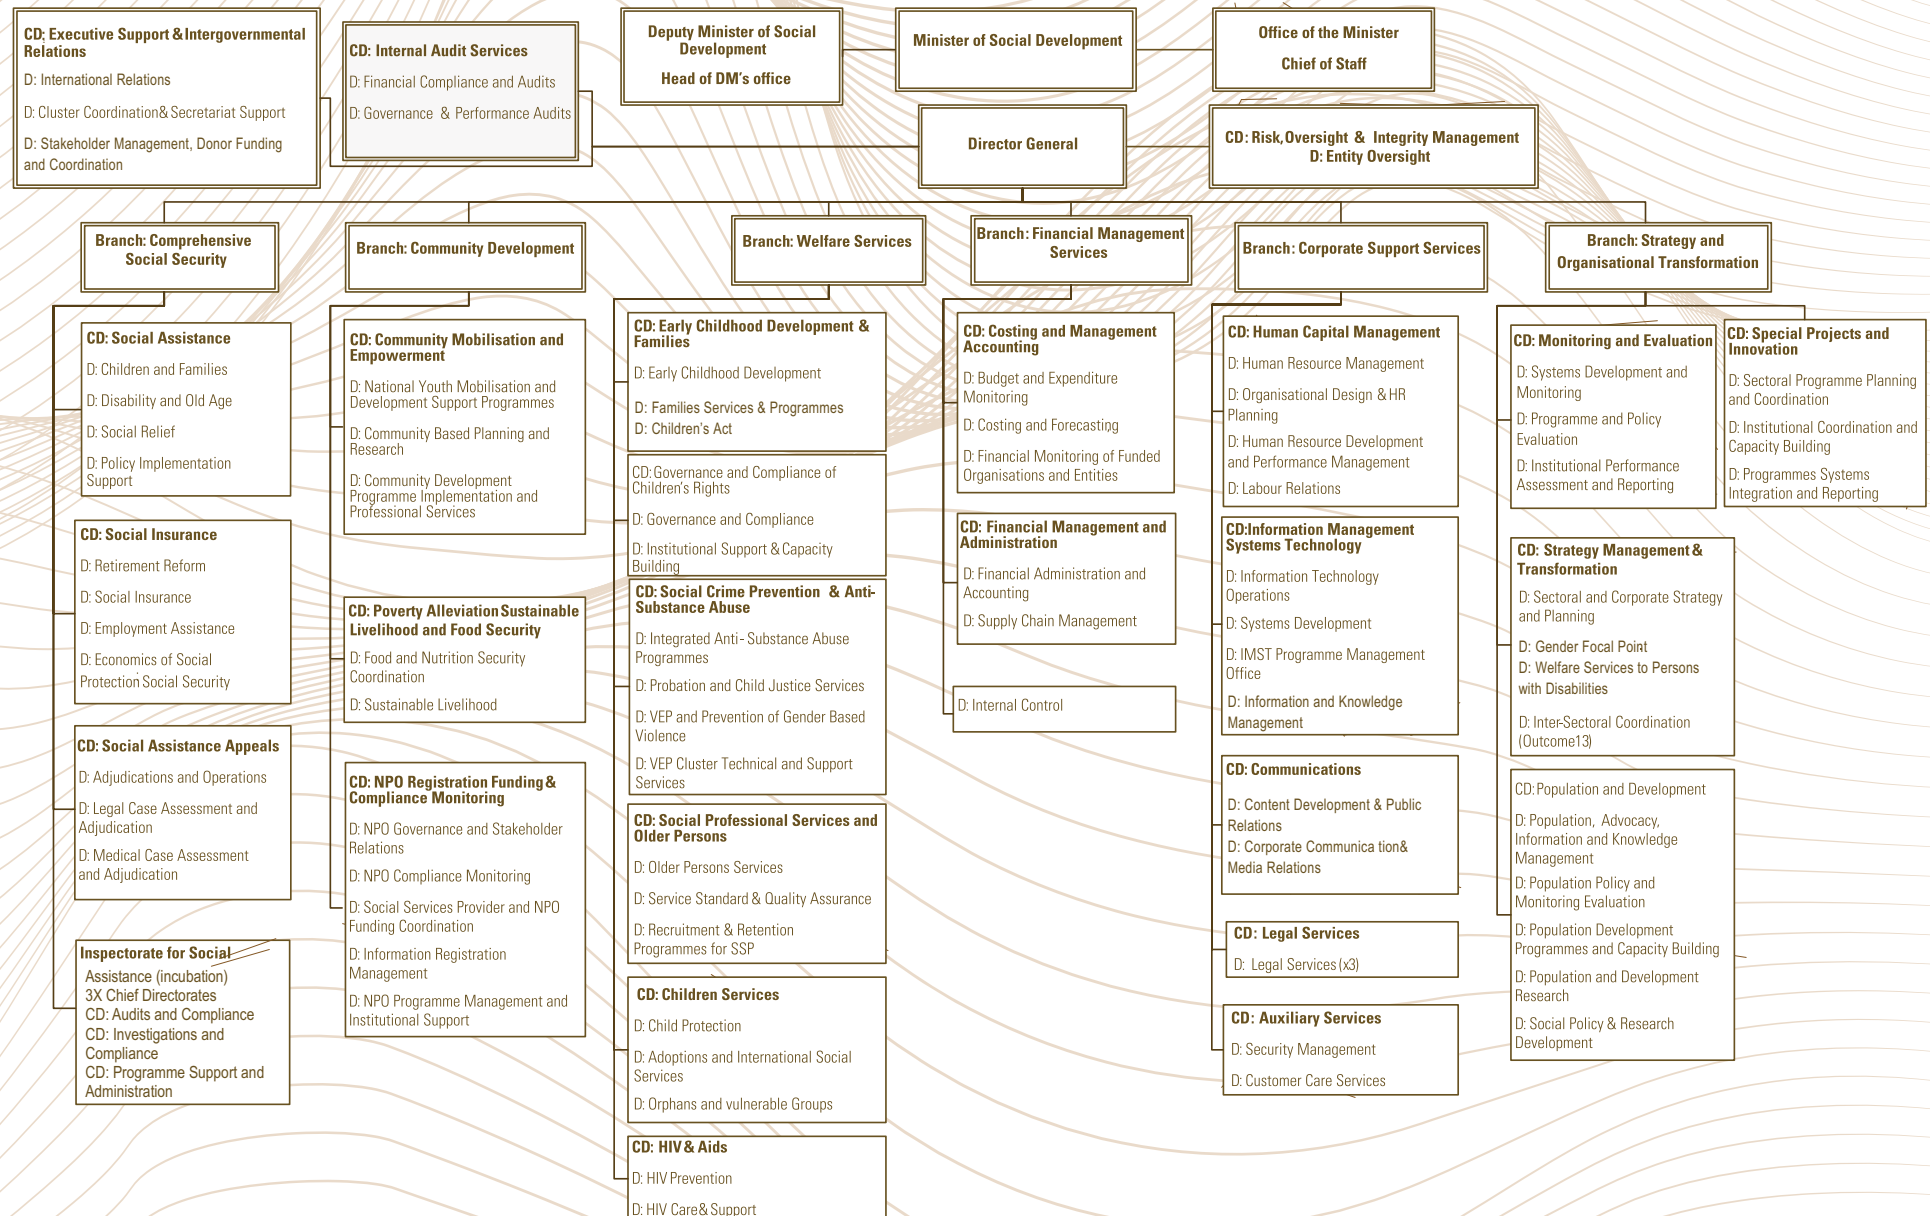 CD: Executive Support & Intergovernmental
Relations
D: International Relations
D: Cluster Coordination& Secretariat Support
D: Stakeholder Management, Donor Funding
and Coordination
CD: Internal Audit Services
D: Financial Compliance and Audits
D: Governance & Performance Audits
Deputy Minister of Social
Development
Head of DM's office
Minister of Social Development
Office of the Minister
Chief of Staff
Director General
CD: Risk, Oversight & Integrity Management
D: Entity Oversight
Branch: Comprehensive
Social Security
CD: Social Assistance
D: Children and Families
D: Disability and Old Age
D: Social Relief
D: Policy Implementation
Support
CD: Social Insurance
D: Retirement Reform
D: Social Insurance
D: Employment Assistance
D: Economics of Social
Protection Social Security
CD: Social Assistance Appeals
D: Adjudications and Operations
D: Legal Case Assessment and
Adjudication
D: Medical Case Assessment
and Adjudication
Inspectorate for Social
Assistance (incubation)
3X Chief Directorates
CD: Audits and Compliance
CD: Investigations and
Compliance
CD: Programme Support and
Administration
Branch: Community Development
CD: Community Mobilisation and
Empowerment
D: National Youth Mobilisation and
Development Support Programmes
D: Community Based Planning and
Research
D: Community Development
Programme Implementation and
Professional Services
CD: Poverty Alleviation Sustainable
Livelihood and Food Security
D: Food and Nutrition Security
Coordination
D: Sustainable Livelihood
CD: NPO Registration Funding &
Compliance Monitoring
D: NPO Governance and Stakeholder
Relations
D: NPO Compliance Monitoring
D: Social Services Provider and NPO
Funding Coordination
D: Information Registration
Management
D: NPO Programme Management and
Institutional Support
Branch: Welfare Services
CD: Early Childhood Development &
Families
D: Early Childhood Development
D: Families Services & Programmes
D: Children's Act
CD: Governance and Compliance of
Children's Rights
D: Governance and Compliance
D: Institutional Support & Capacity
Building
CD: Social Crime Prevention & Anti-
Substance Abuse
D: Integrated Anti- Substance Abuse
Programmes
D: Probation and Child Justice Services
D: VEP and Prevention of Gender Based
Violence
D: VEP Cluster Technical and Support
Services
CD: Social Professional Services and
Older Persons
D: Older Persons Services
D: Service Standard & Quality Assurance
D: Recruitment & Retention
Programmes for SSP
CD: Children Services
D: Child Protection
D: Adoptions and International Social
Services
D: Orphans and vulnerable Groups
CD: HIV & Aids
D: HIV Prevention
D: HIV Care & Support
Branch: Financial Management
Services
CD: Costing and Management
Accounting
D: Budget and Expenditure
Monitoring
D: Costing and Forecasting
D: Financial Monitoring of Funded
Organisations and Entities
CD: Financial Management and
Administration
D: Financial Administration and
Accounting
D: Supply Chain Management
D: Internal Control
Branch: Corporate Support Services
CD: Human Capital Management
D: Human Resource Management
D: Organisational Design & HR
Planning
D: Human Resource Development
and Performance Management
D: Labour Relations
CD:Information Management
Systems Technology
D: Information Technology
Operations
D: Systems Development
D: IMST Programme Management
Office
D: Information and Knowledge
Management
CD: Communications
D: Content Development & Public
Relations
D: Corporate Communica tion&
Media Relations
CD: Legal Services
D: Legal Services (x3)
CD: Auxiliary Services
D: Security Management
D: Customer Care Services
Branch: Strategy and
Organisational Transformation
CD: Monitoring and Evaluation
D: Systems Development and
Monitoring
D: Programme and Policy
Evaluation
D: Institutional Performance
Assessment and Reporting
CD: Special Projects and
Innovation
D: Sectoral Programme Planning
and Coordination
D: Institutional Coordination and
Capacity Building
D: Programmes Systems
Integration and Reporting
CD: Strategy Management &
Transformation
D: Sectoral and Corporate Strategy
and Planning
D: Gender Focal Point
D: Welfare Services to Persons
with Disabilities
D: Inter-Sectoral Coordination
(Outcome13)
CD: Population and Development
D: Population, Advocacy,
Information and Knowledge
Management
D: Population Policy and
Monitoring Evaluation
D: Population Development
Programmes and Capacity Building
D: Population and Development
Research
D: Social Policy & Research
Development